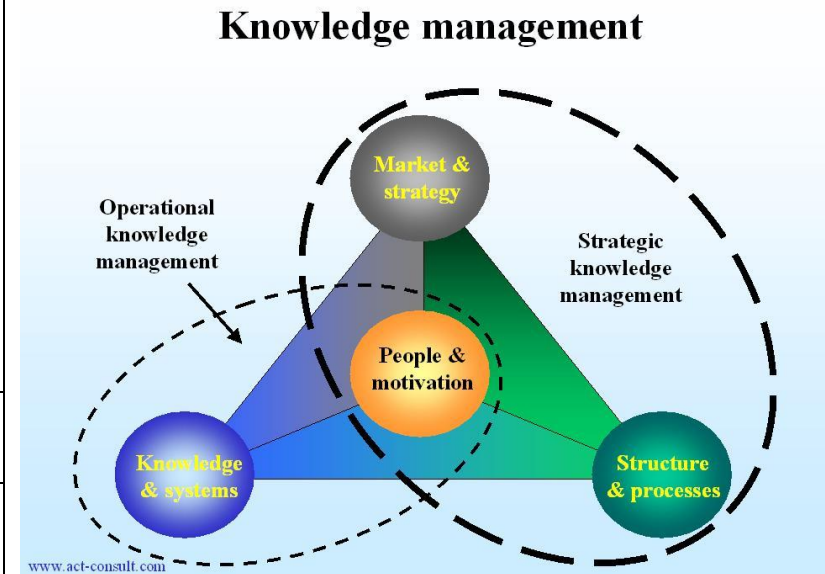 Knowledge management
Market &
strategy
Operational
knowledge
management
Strategic
knowledge
management
People &
motivation
Knowledge
& systems
Structure
& processes
www.act-consult.com